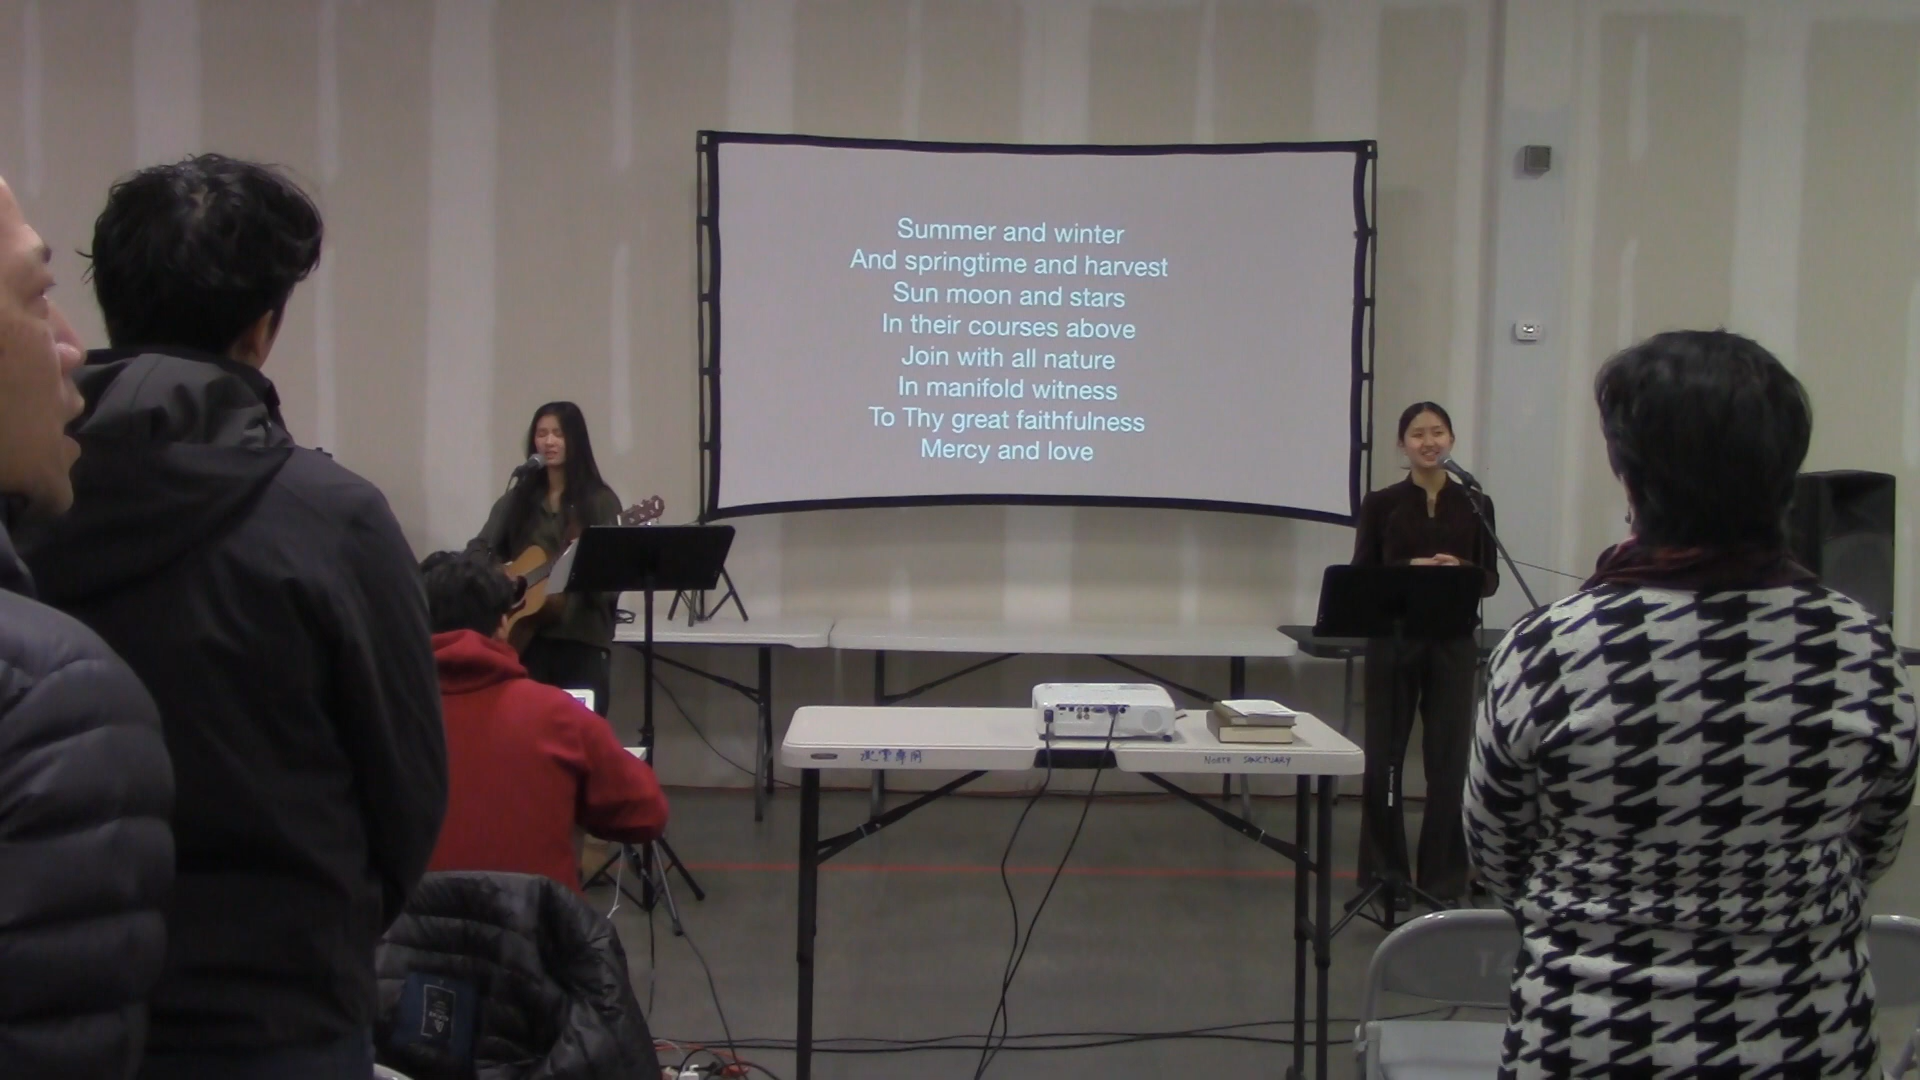 Summer and winter
And springtime and harvest
Sun moon and stars
In their courses above
Join with all nature
In manifold witness
To Thy great faithfulness
Mercy and love
NORTH SANCTUARY